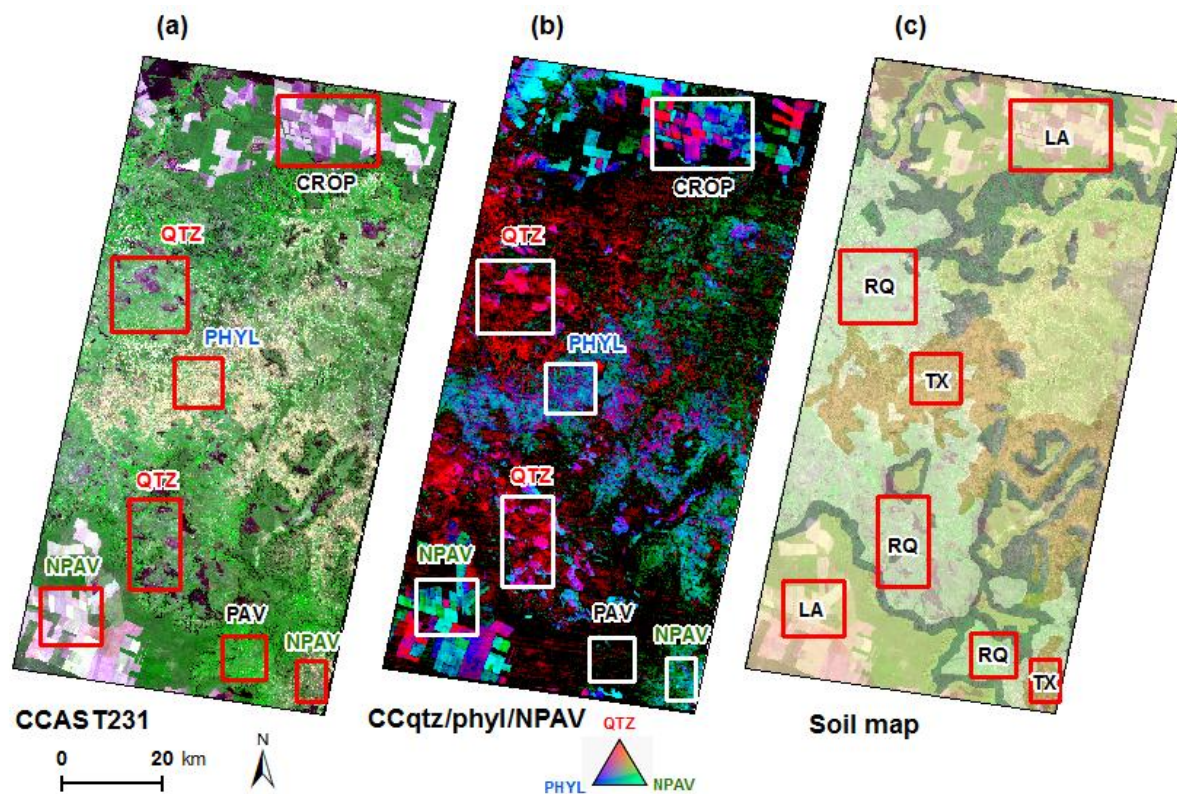 (a) (b) (c)
CROP CROP LA
QTZ QTZ RQ
PHYL PHYL TX
QTZ QTZ RQ
NPAV NPAV LA
PAV PAV RQ
NPAV NPAV TX
CCAST231 CCqtz/phyl/NPAV Soil map
QTZ
0 20 km N
PHYL NPAV